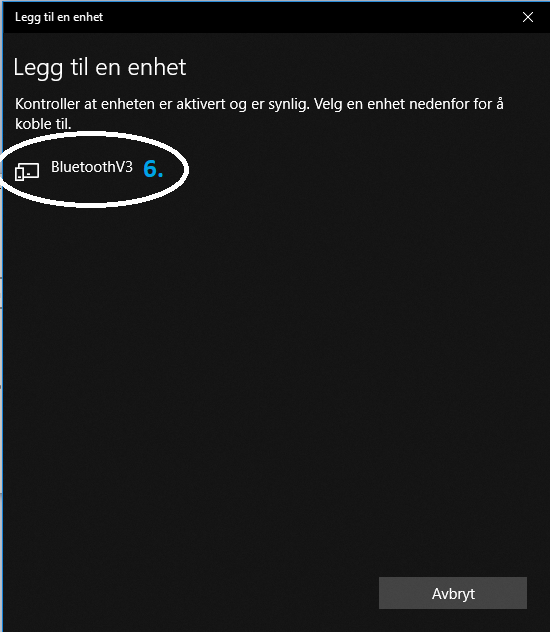 Legg til en enhet
Legg til en enhet
Kontroller at enheten er aktivert og er synlig. Velg en enhet nedenfor for å
koble til.
BluetoothV3 6.
Avbryt